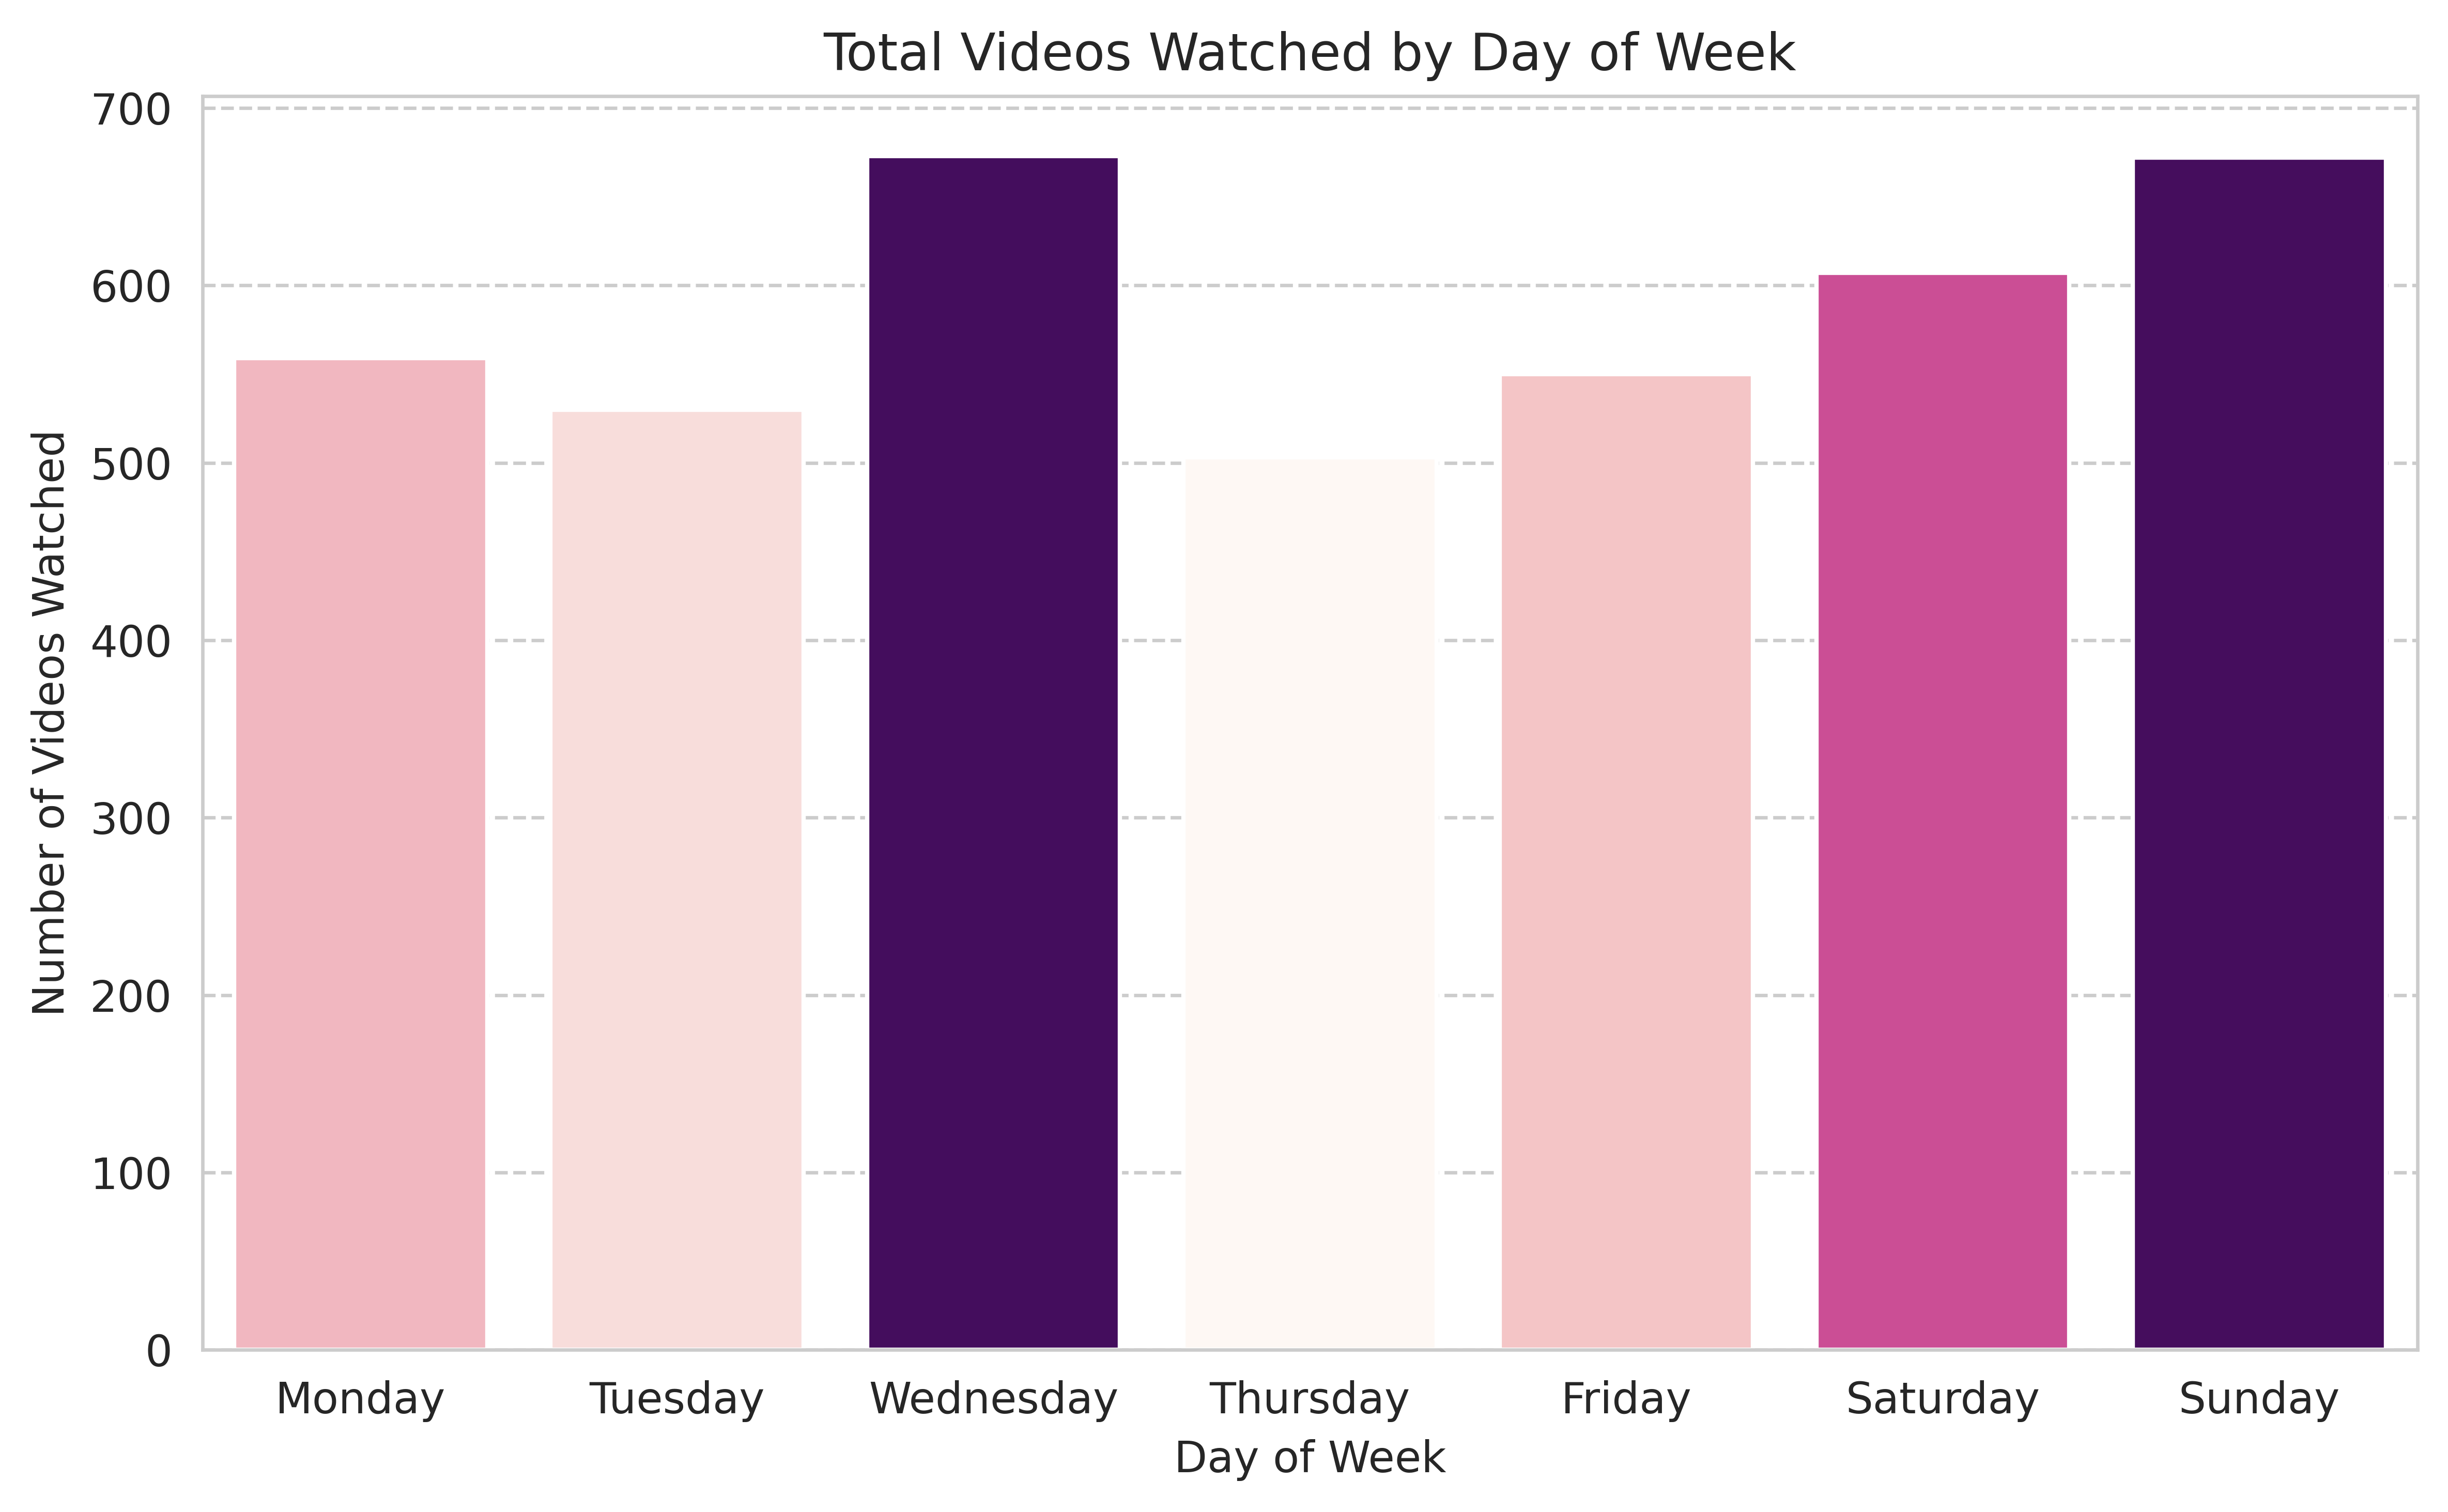 Total Videos Watched by Day of Week
Number of Videos Watched
700
600
500
400
300
200
100
0
Monday Tuesday Wednesday Thursday Friday Saturday Sunday
Day of Week